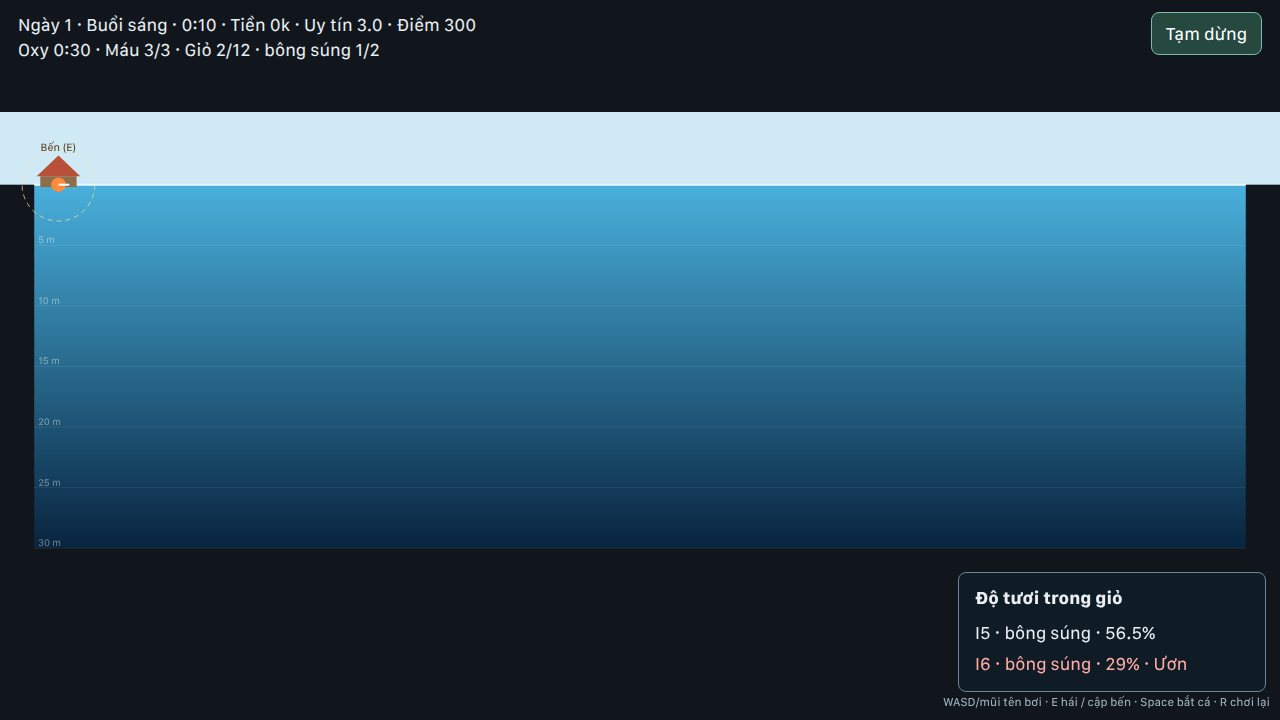 Ngày 1 · Buổi sáng · 0:10 · Tiền 0k · Uy tín 3.0 · Điểm 300
Oxy 0:30 · Máu 3/3 · Giỏ 2/12 · bông súng 1/2
Tạm dừng
Bến (E)
5 m
10 m
15 m
20 m
25 m
30 m
Độ tươi trong giỏ
I5 · bông súng · 56.5%
I6 · bông súng · 29% · Ươn
WASD/mũi tên bơi · E hái / cập bến · Space bắt cá · R chơi lại